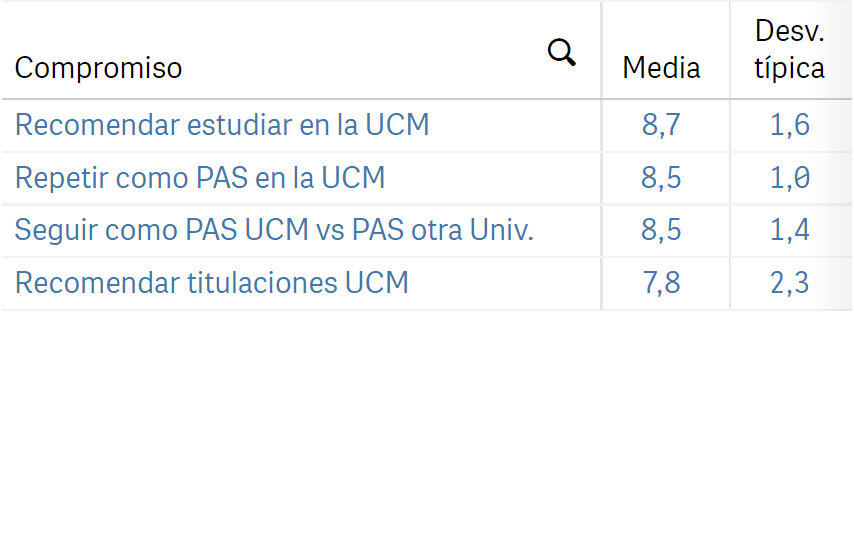 Compromiso Media Desv. típica
Recomendar estudiar en la UCM 8,7 1,6
Repetir como PAS en la UCM 8,5 1,0
Seguir como PAS UCM vs PAS otra Univ. 8,5 1,4
Recomendar titulaciones UCM 7,8 2,3